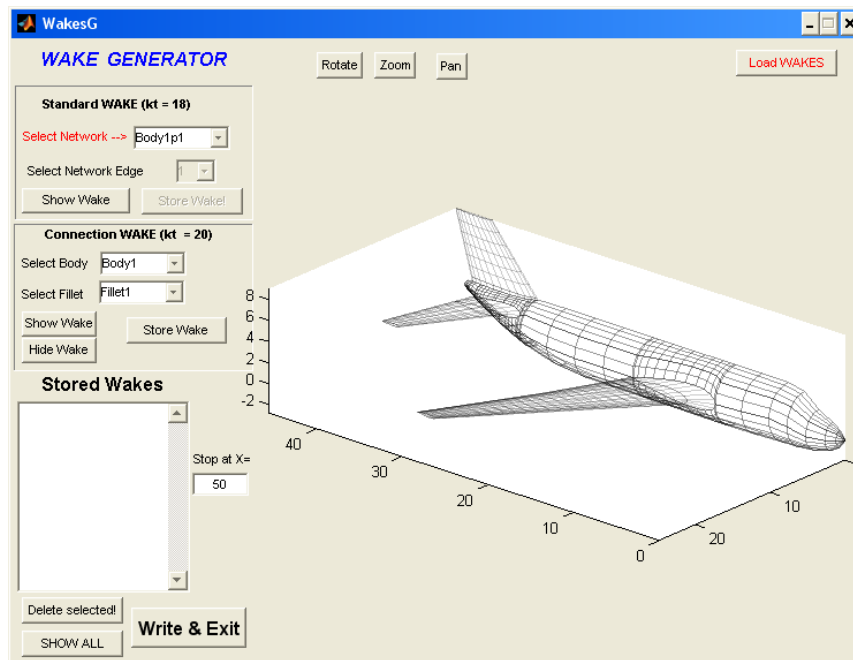 WakesG
WAKE GENERATOR
Rotate
Zoom
Pan
Load WAKES
Standard WAKE (kt = 18)
Select Network --> Body1p1
Select Network Edge 1
Show Wake
Store Wake!
Connection WAKE (kt = 20)
Select Body Body1
Select Fillet Fillet1
Show Wake
Store Wake
Hide Wake
Stored Wakes
Stop at X=
50
Delete selected!
SHOW ALL
Write & Exit
8
6
4
2
0
-2
40
30
20
10
0
10
20